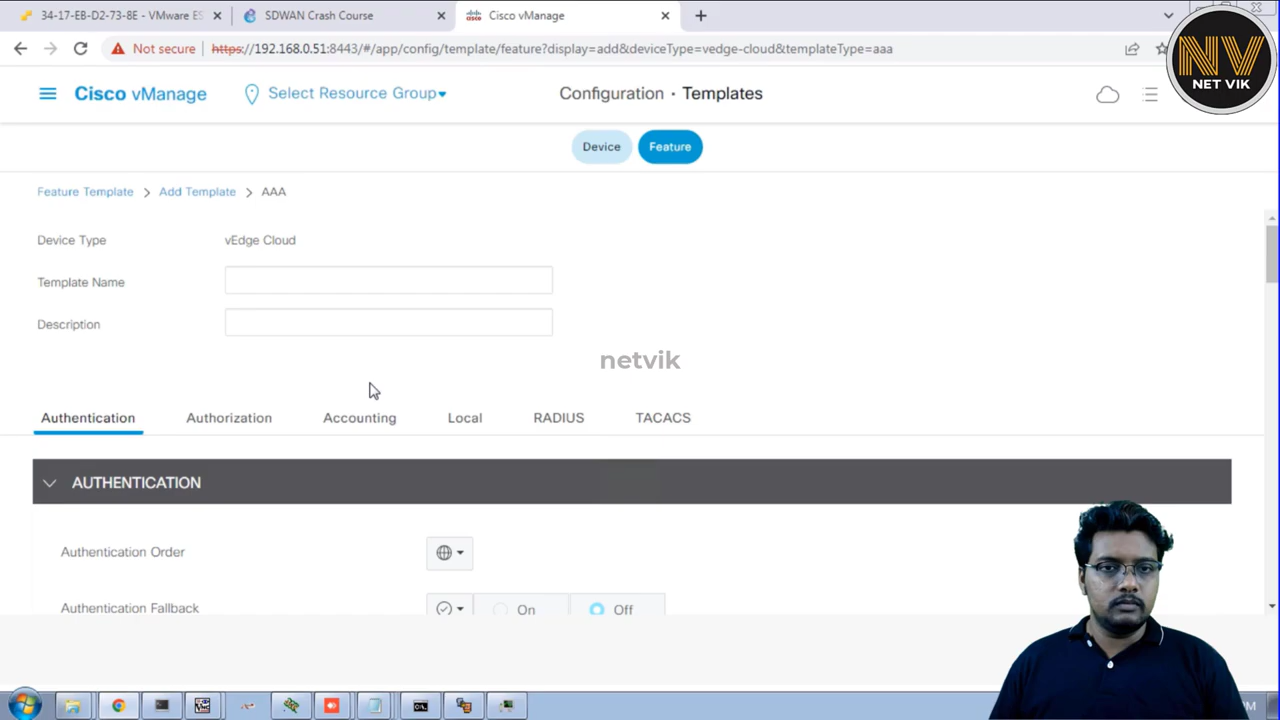 34-17-EB-D2-73-8E - VMware ES
SDWAN Crash Course
Cisco vManage
Not secure
https://192.168.0.51:8443/#/app/config/template/feature?display=add&deviceType=vedge-cloud&templateType=aaa
NV
NET VIK
Cisco vManage
Select Resource Group
Configuration · Templates
Device
Feature
Feature Template > Add Template > AAA
Device Type
vEdge Cloud
Template Name
Description
netvik
Authentication
Authorization
Accounting
Local
RADIUS
TACACS
AUTHENTICATION
Authentication Order
Authentication Fallback
On
Off